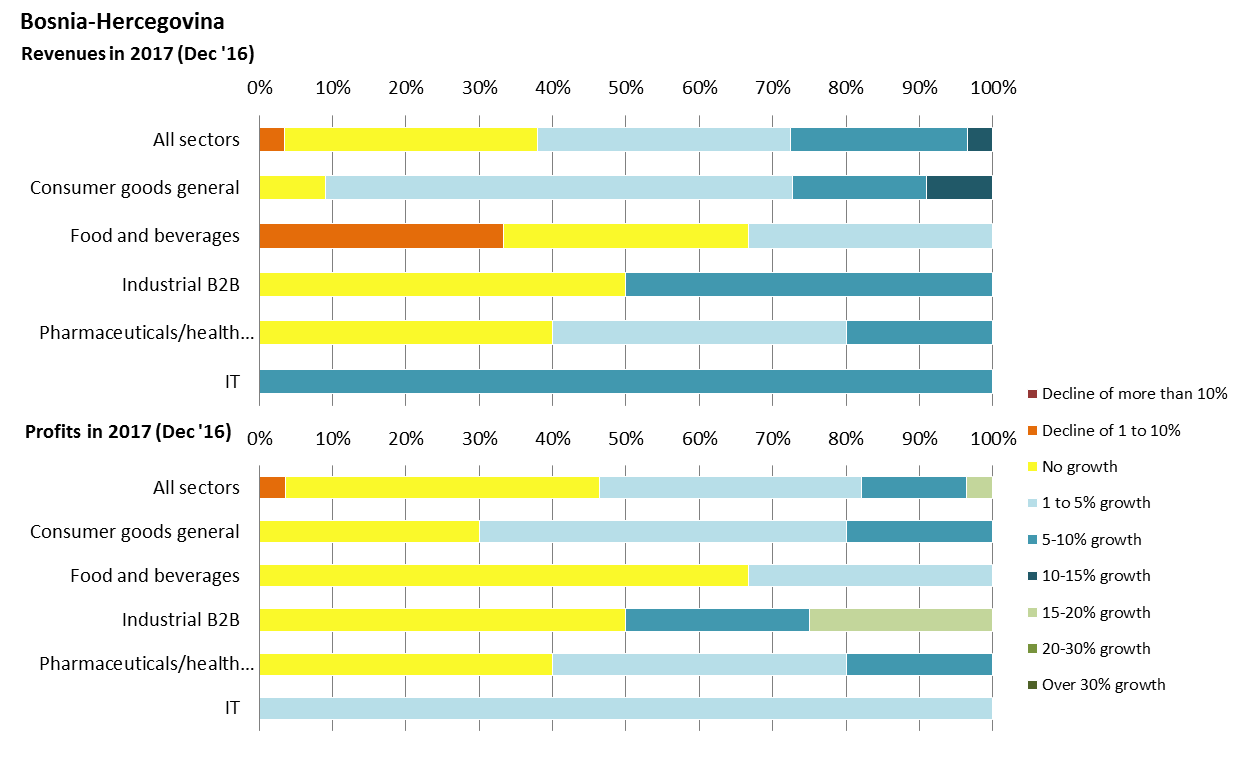 Bosnia-Hercegovina
Revenues in 2017 (Dec '16)
0% 10% 20% 30% 40% 50% 60% 70% 80% 90% 100%
All sectors
Consumer goods general
Food and beverages
Industrial B2B
Pharmaceuticals/health...
IT
Profits in 2017 (Dec '16)
0% 10% 20% 30% 40% 50% 60% 70% 80% 90% 100%
All sectors
Consumer goods general
Food and beverages
Industrial B2B
Pharmaceuticals/health...
IT
Decline of more than 10%
Decline of 1 to 10%
No growth
1 to 5% growth
5-10% growth
10-15% growth
15-20% growth
20-30% growth
Over 30% growth